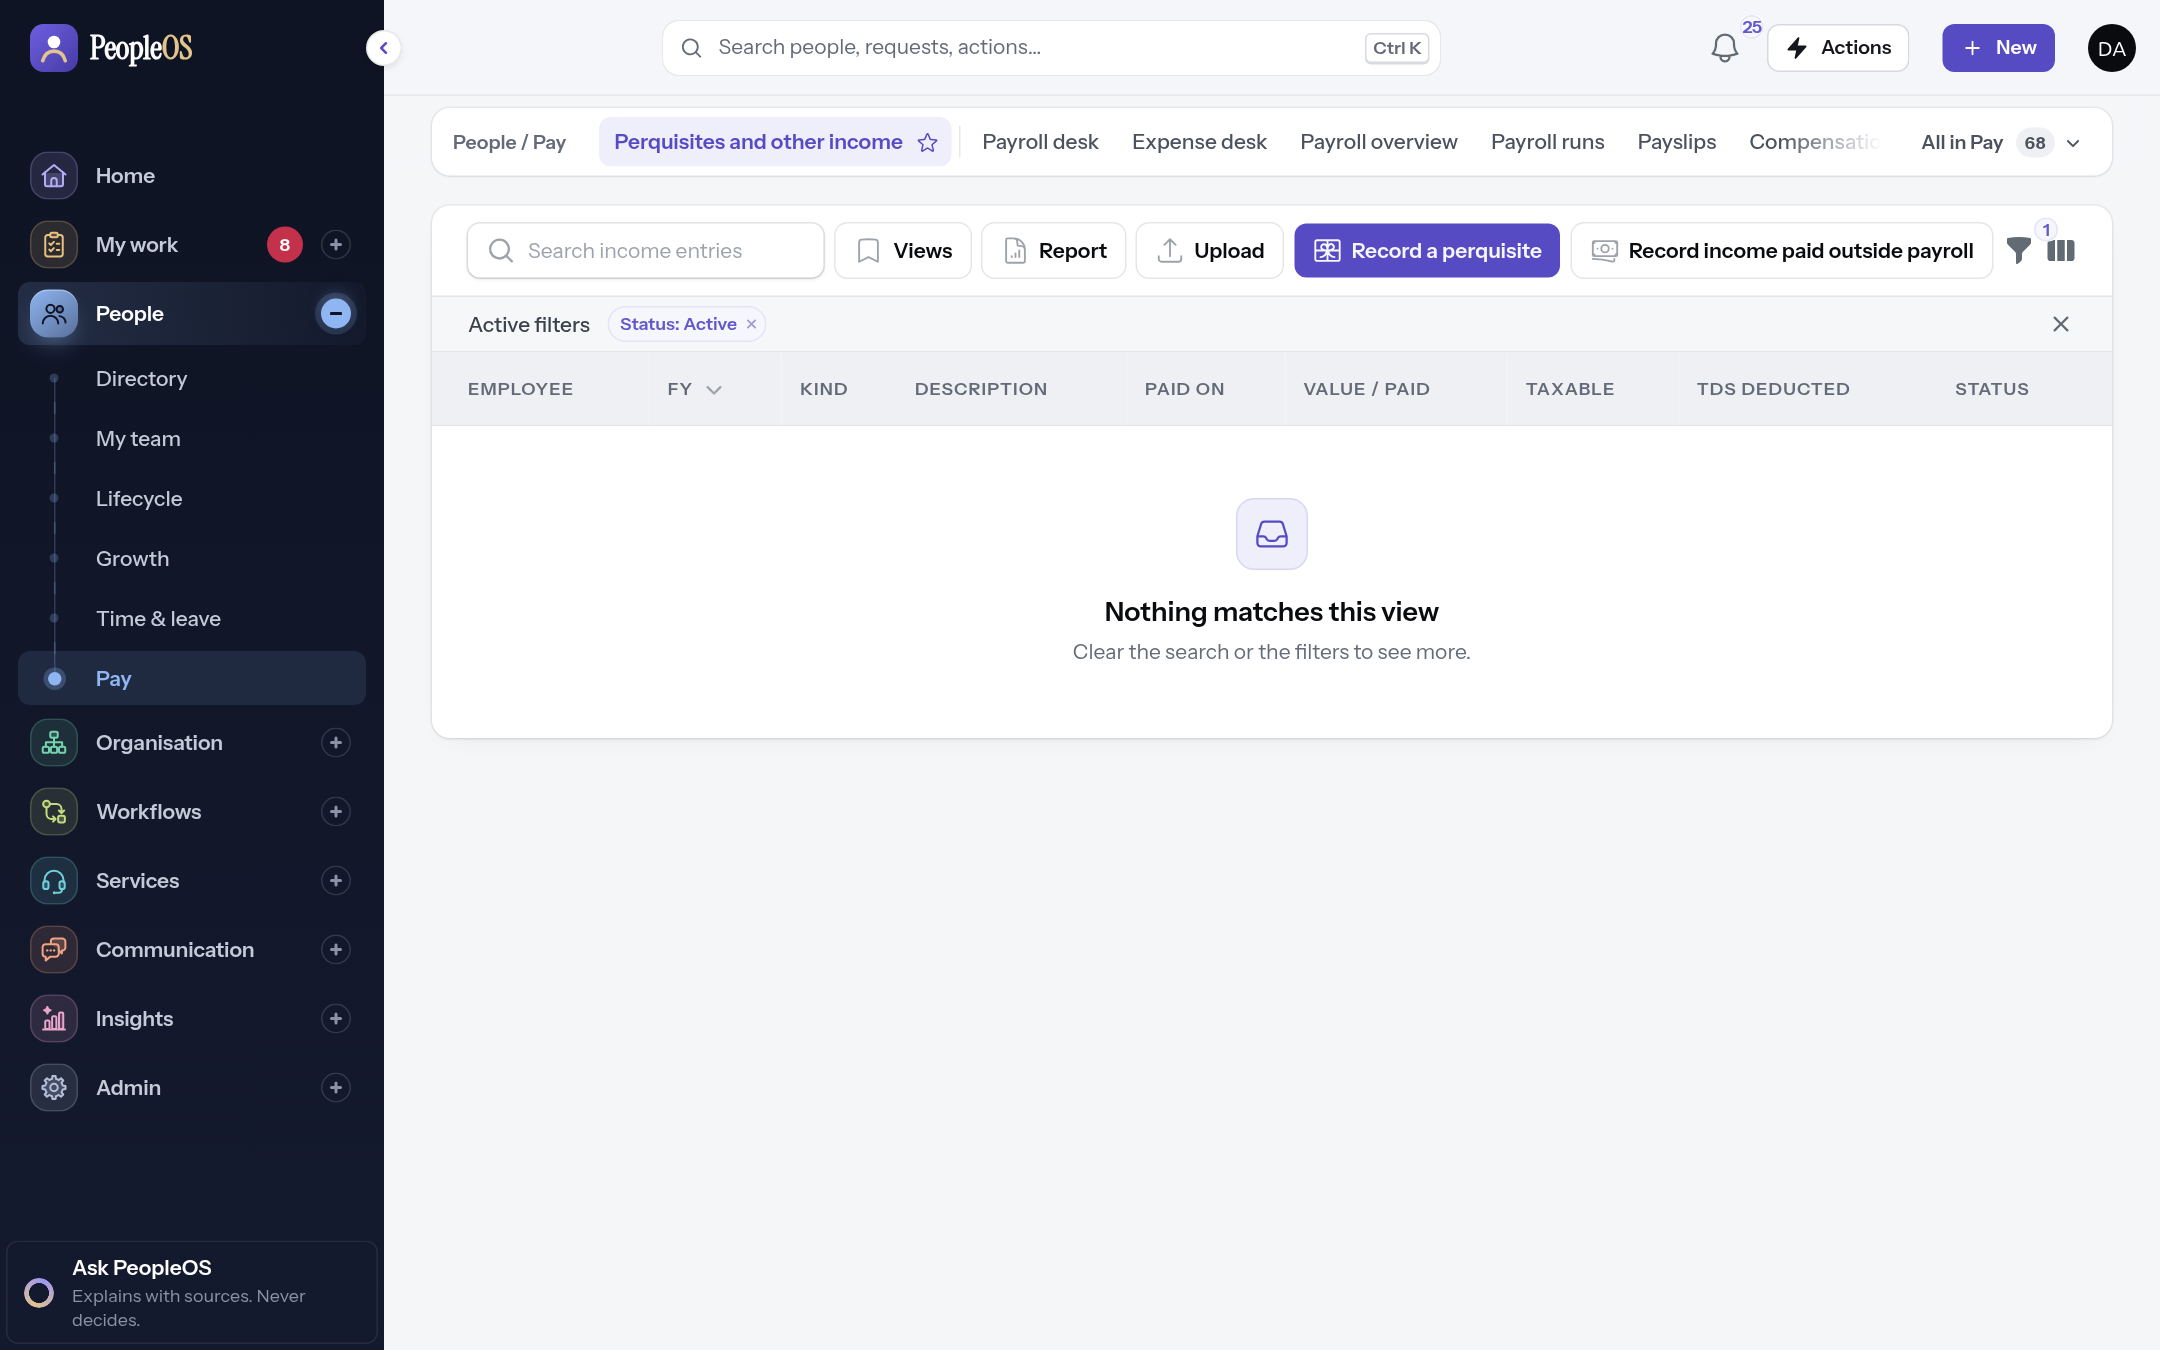 PeopleOS
Search people, requests, actions...
Ctrl K
25
Actions
New
DA
People / Pay
Perquisites and other income
Payroll desk
Expense desk
Payroll overview
Payroll runs
Payslips
Compensatio
All in Pay
68
Home
My work
8
People
Directory
My team
Lifecycle
Growth
Time & leave
Pay
Organisation
Workflows
Services
Communication
Insights
Admin
Ask PeopleOS
Explains with sources. Never
decides.
Search income entries
Views
Report
Upload
Record a perquisite
Record income paid outside payroll
1
Active filters
Status: Active
EMPLOYEE
FY
KIND
DESCRIPTION
PAID ON
VALUE / PAID
TAXABLE
TDS DEDUCTED
STATUS
Nothing matches this view
Clear the search or the filters to see more.